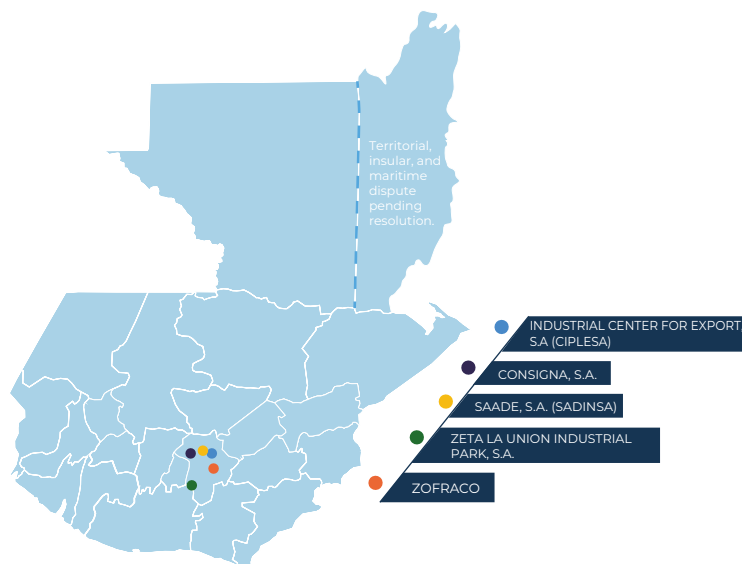 Territorial,
insular, and
maritime
dispute
pending
resolution.
INDUSTRIAL CENTER FOR EXPORT,
S.A (CIPLESA)
CONSIGNA, S.A.
SAADE, S.A. (SADINSA)
ZETA LA UNION INDUSTRIAL
PARK, S.A.
ZOFRACO